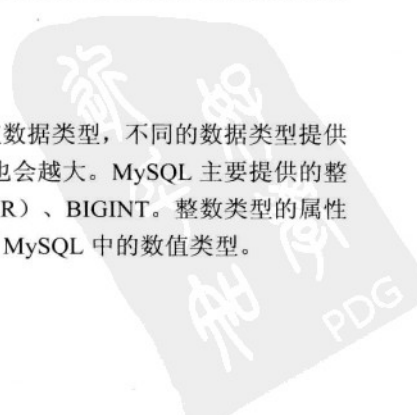 数据类型，不同的数据类型提供
也会越大。MySQL 主要提供的整
R）、BIGINT。整数类型的属性
MySQL 中的数值类型。
PDG